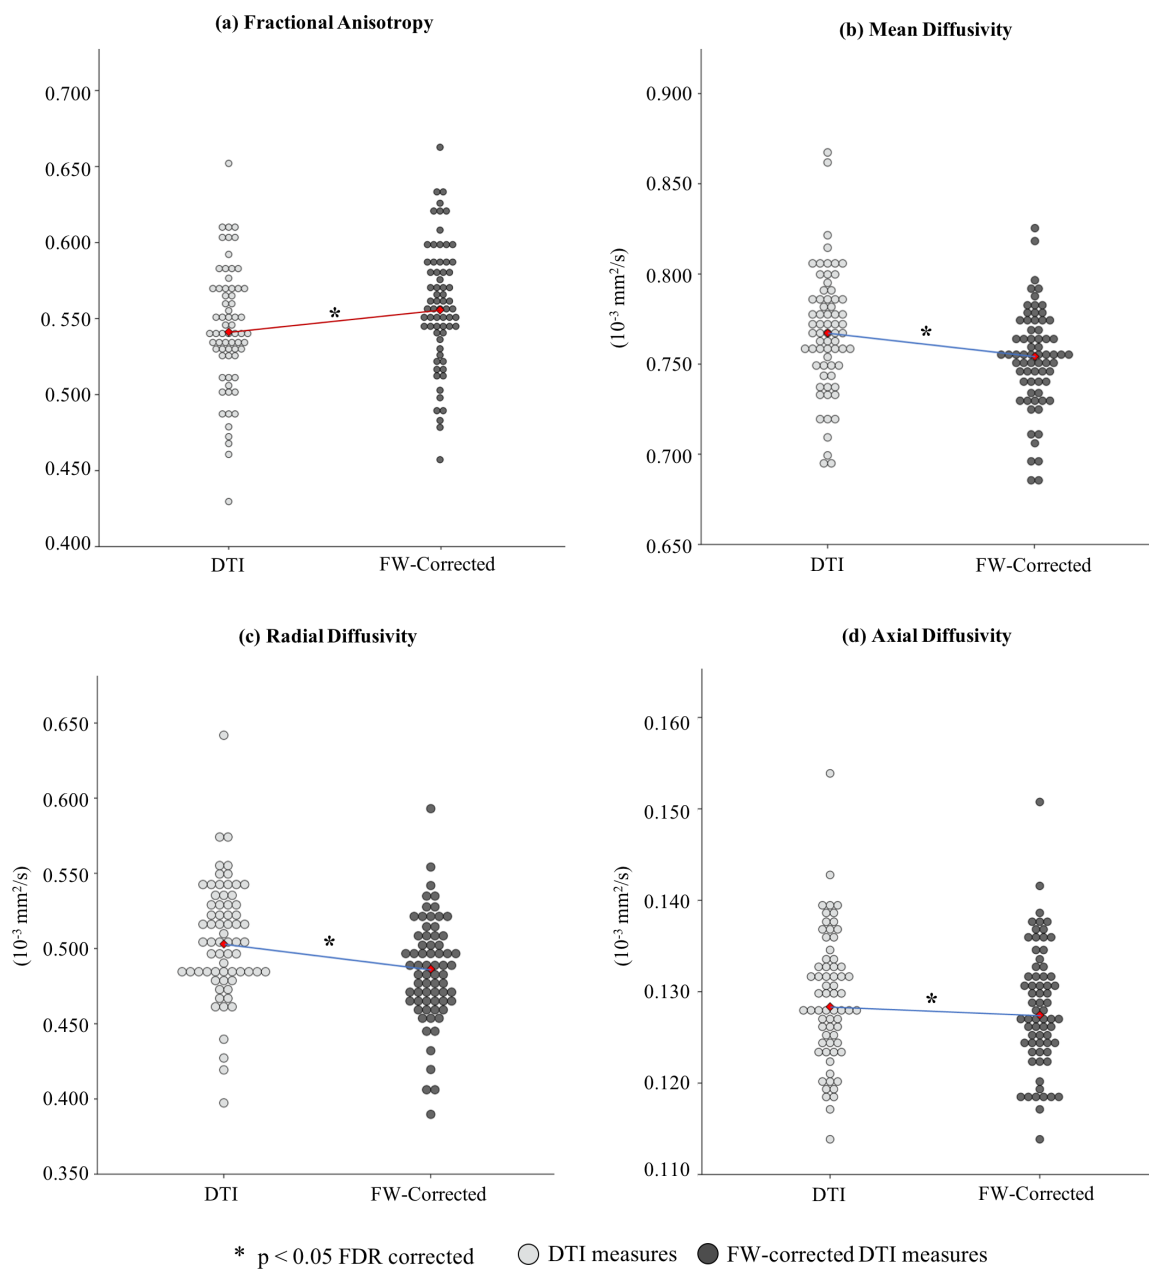 (a) Fractional Anisotropy
0.700
0.650
0.600
0.550
0.500
0.450
0.400
*
DTI
FW-Corrected
(b) Mean Diffusivity
(10-3 mm2/s)
0.900
0.850
0.800
0.750
0.700
0.650
*
DTI
FW-Corrected
(c) Radial Diffusivity
(10-3 mm2/s)
0.650
0.600
0.550
0.500
0.450
0.400
0.350
*
DTI
FW-Corrected
(d) Axial Diffusivity
(10-3 mm2/s)
0.160
0.150
0.140
0.130
0.120
0.110
*
DTI
FW-Corrected
* p < 0.05 FDR corrected DTI measures FW-corrected DTI measures